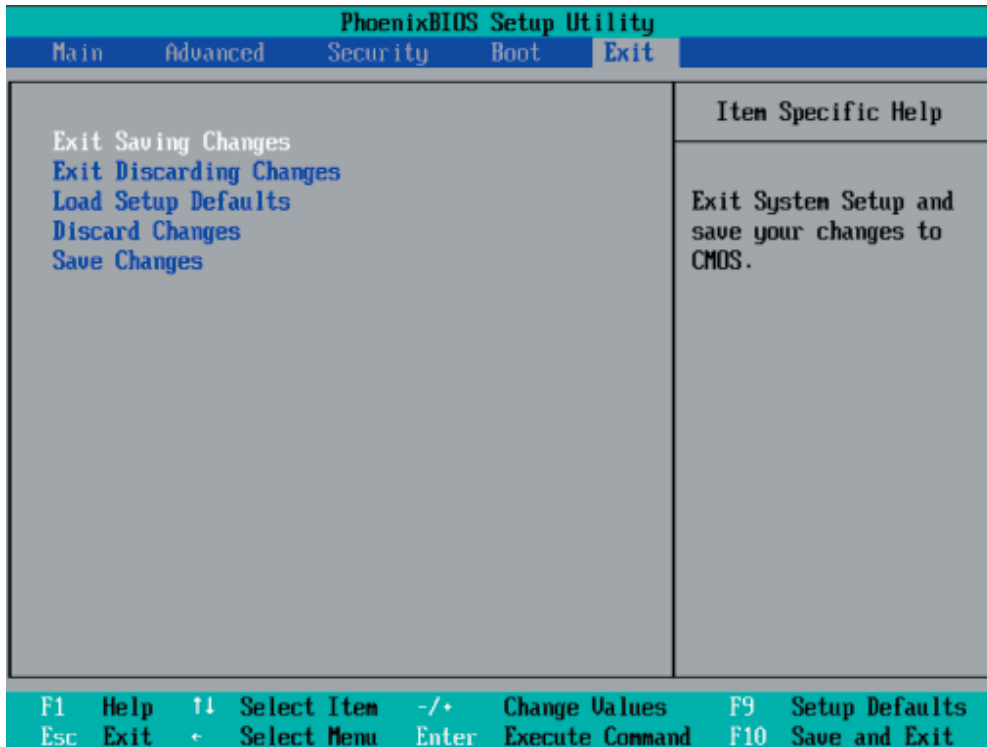 PhoenixBIOS Setup Utility
Main Advanced Security Boot Exit
Exit Saving Changes
Exit Discarding Changes
Load Setup Defaults
Discard Changes
Save Changes
Item Specific Help
Exit System Setup and
save your changes to
CMOS.
F1 Help ↑↓ Select Item -/+ Change Values F9 Setup Defaults
Esc Exit ← Select Menu Enter Execute Command F10 Save and Exit